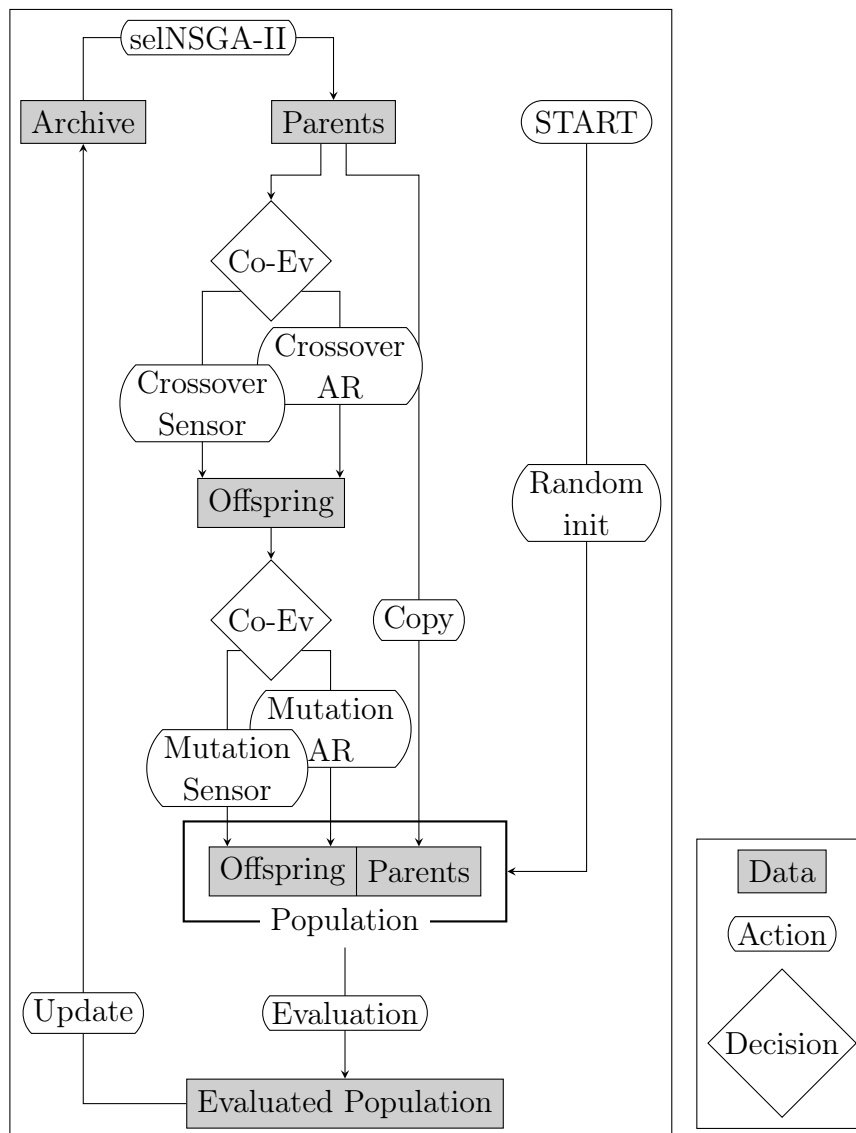 selNSGA-II
Archive
Parents
START
Co-Ev
Crossover
AR
Crossover
Sensor
Offspring
Random
init
Co-Ev
Copy
Mutation
AR
Mutation
Sensor
Offspring
Parents
Population
Update
Evaluation
Evaluated Population
Data
Action
Decision